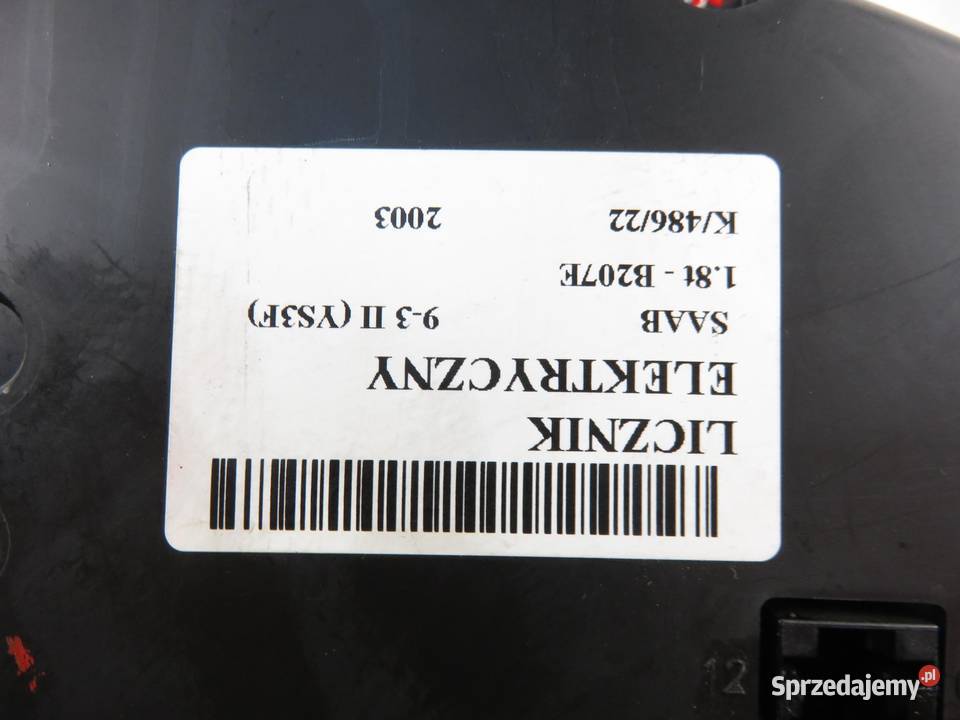 LICZNIK
ELEKTRYCZNY
SAAB 9-3 II (YS3F)
1.8t - B207E
K/486/22 2003
12
Sprzedajemy.pl